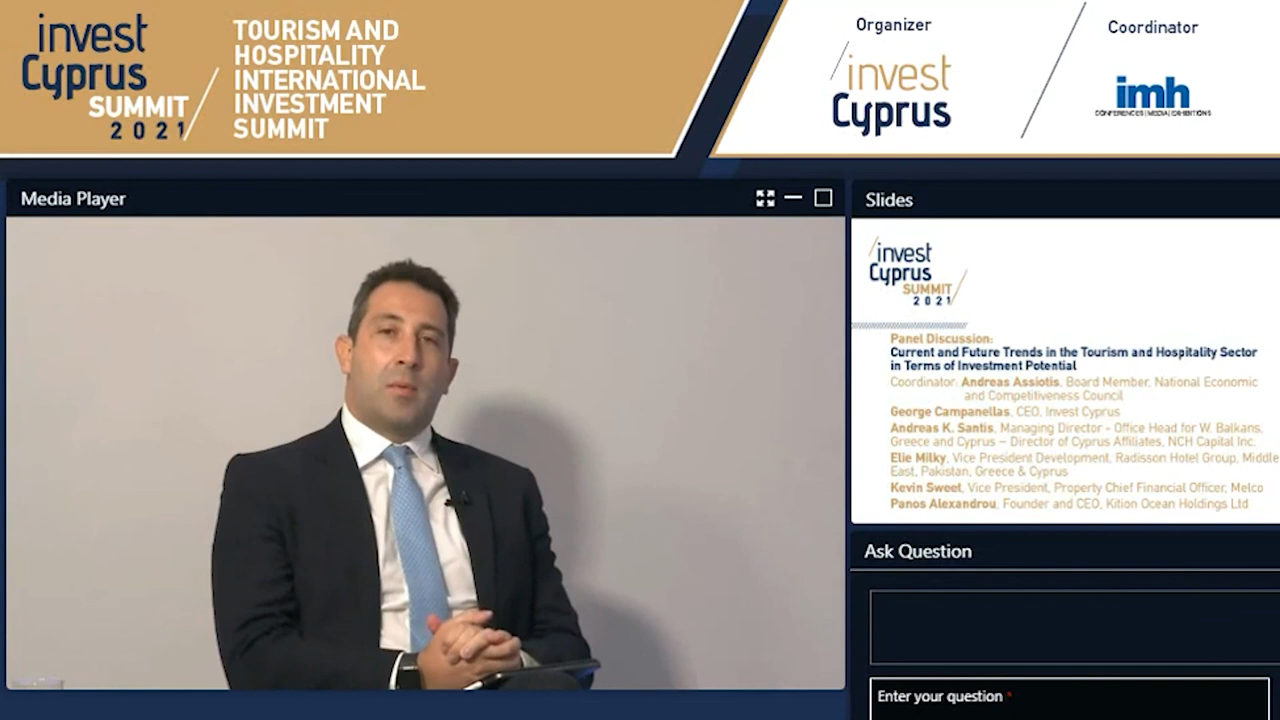 invest
Cyprus
SUMMIT
2021
TOURISM AND
HOSPITALITY
INTERNATIONAL
INVESTMENT
SUMMIT
Organizer
invest
Cyprus
Coordinator
imh
CONFERENCES | MEDIA | EXHIBITIONS
Media Player
Slides
invest
Cyprus
SUMMIT
2021
Panel Discussion:
Current and Future Trends in the Tourism and Hospitality Sector
in Terms of Investment Potential
Coordinator: Andreas Assiotis, Board Member, National Economic
and Competitiveness Council
George Campanellas, CEO, Invest Cyprus
Andreas K. Santis, Managing Director - Office Head for W. Balkans,
Greece and Cyprus – Director of Cyprus Affiliates, NCH Capital Inc.
Elie Milky, Vice President Development, Radisson Hotel Group, Middle
East, Pakistan, Greece & Cyprus
Kevin Sweet, Vice President, Property Chief Financial Officer, Melco
Panos Alexandrou, Founder and CEO, Kition Ocean Holdings Ltd
Ask Question
Enter your question *